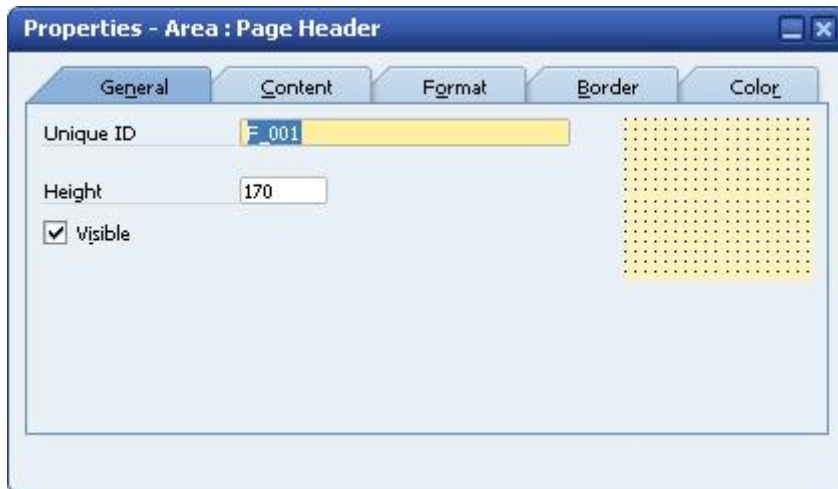 Properties - Area : Page Header
General Content Format Border Color
Unique ID F_001
Height 170
Visible